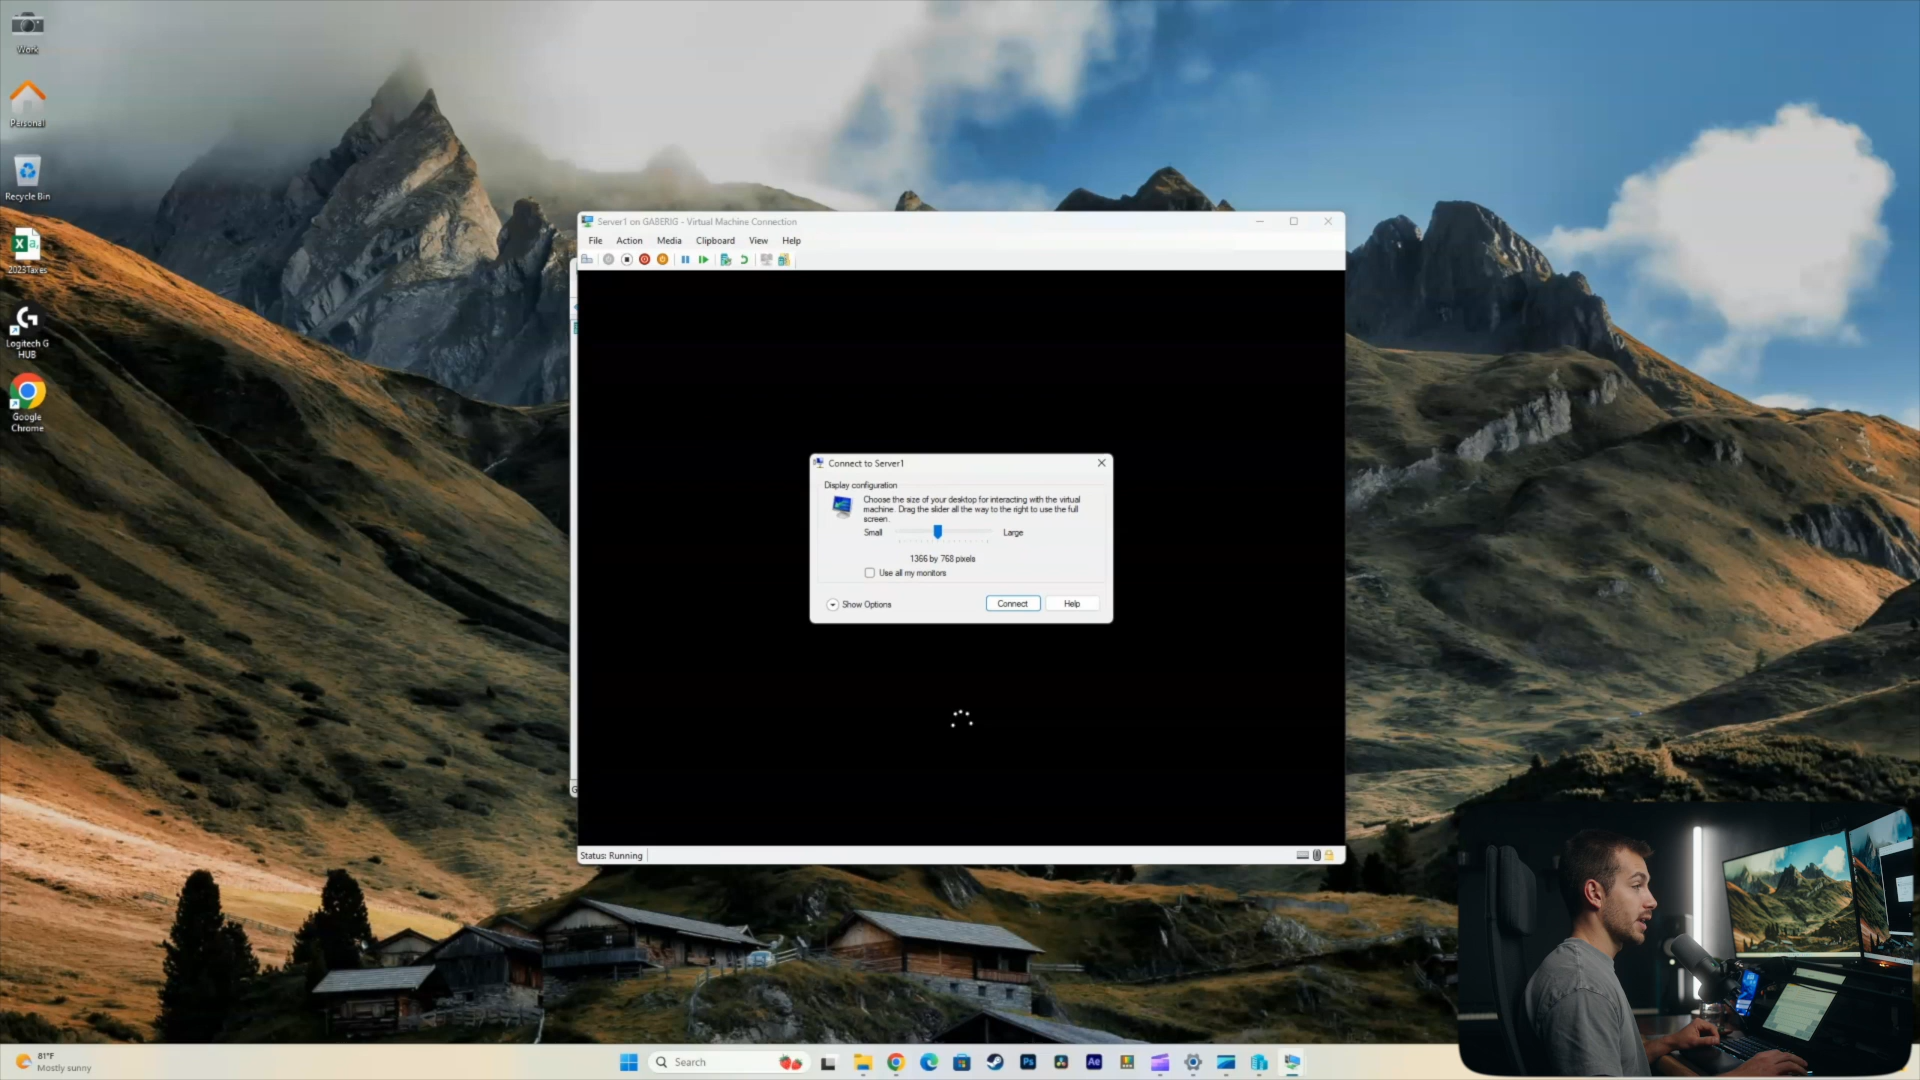 Work
Personal
Recycle Bin
2023Taxes
Logitech G
HUB
Google
Chrome
Server1 on GABERIG - Virtual Machine Connection
File Action Media Clipboard View Help
Connect to Server1
Display configuration
Choose the size of your desktop for interacting with the virtual
machine. Drag the slider all the way to the right to use the full
screen.
Small Large
1366 by 768 pixels
Use all my monitors
Show Options Connect Help
Status: Running
81°F
Mostly sunny
Search
Ps
Ae